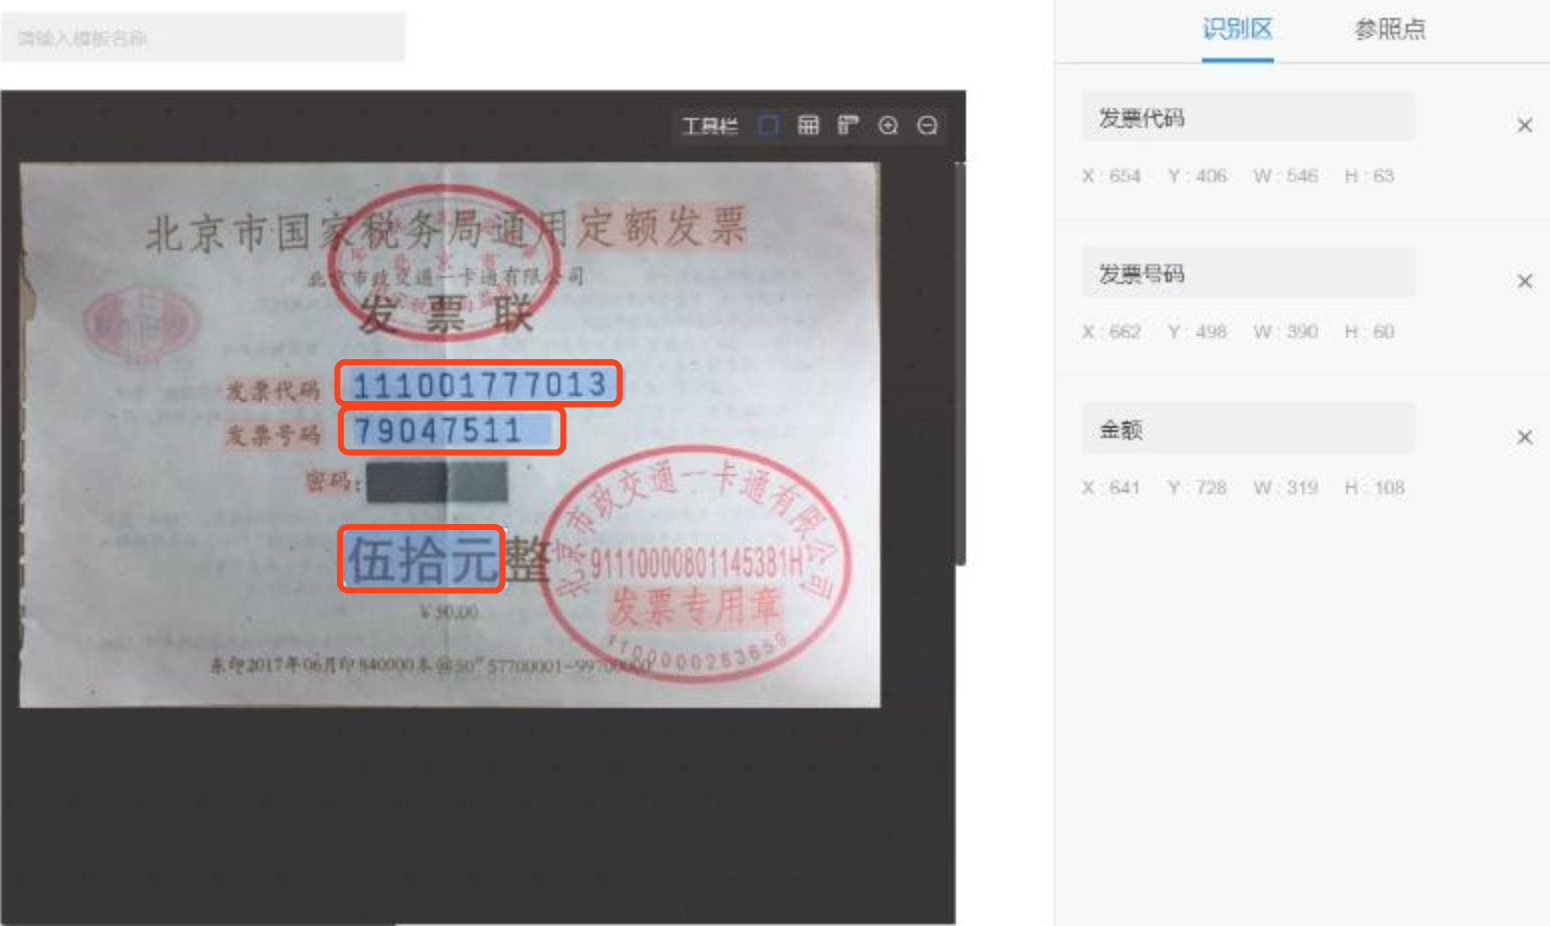 请输入模板名称
识别区 参照点
工具栏
发票代码
X : 654 Y : 406 W : 546 H : 63
发票号码
X : 662 Y : 498 W : 390 H : 60
金额
X : 641 Y : 728 W : 319 H : 108
北京市国家税务局通用定额发票
北京市政交通一卡通有限公司
发票联
发票代码 111001777013
发票号码 79047511
密码:
伍拾元整
¥50.00
北京市政交通一卡通有限公司
91110000801145381H
发票专用章
1100000283659
东印2017年06月印840000本@50" 57700001-99700000